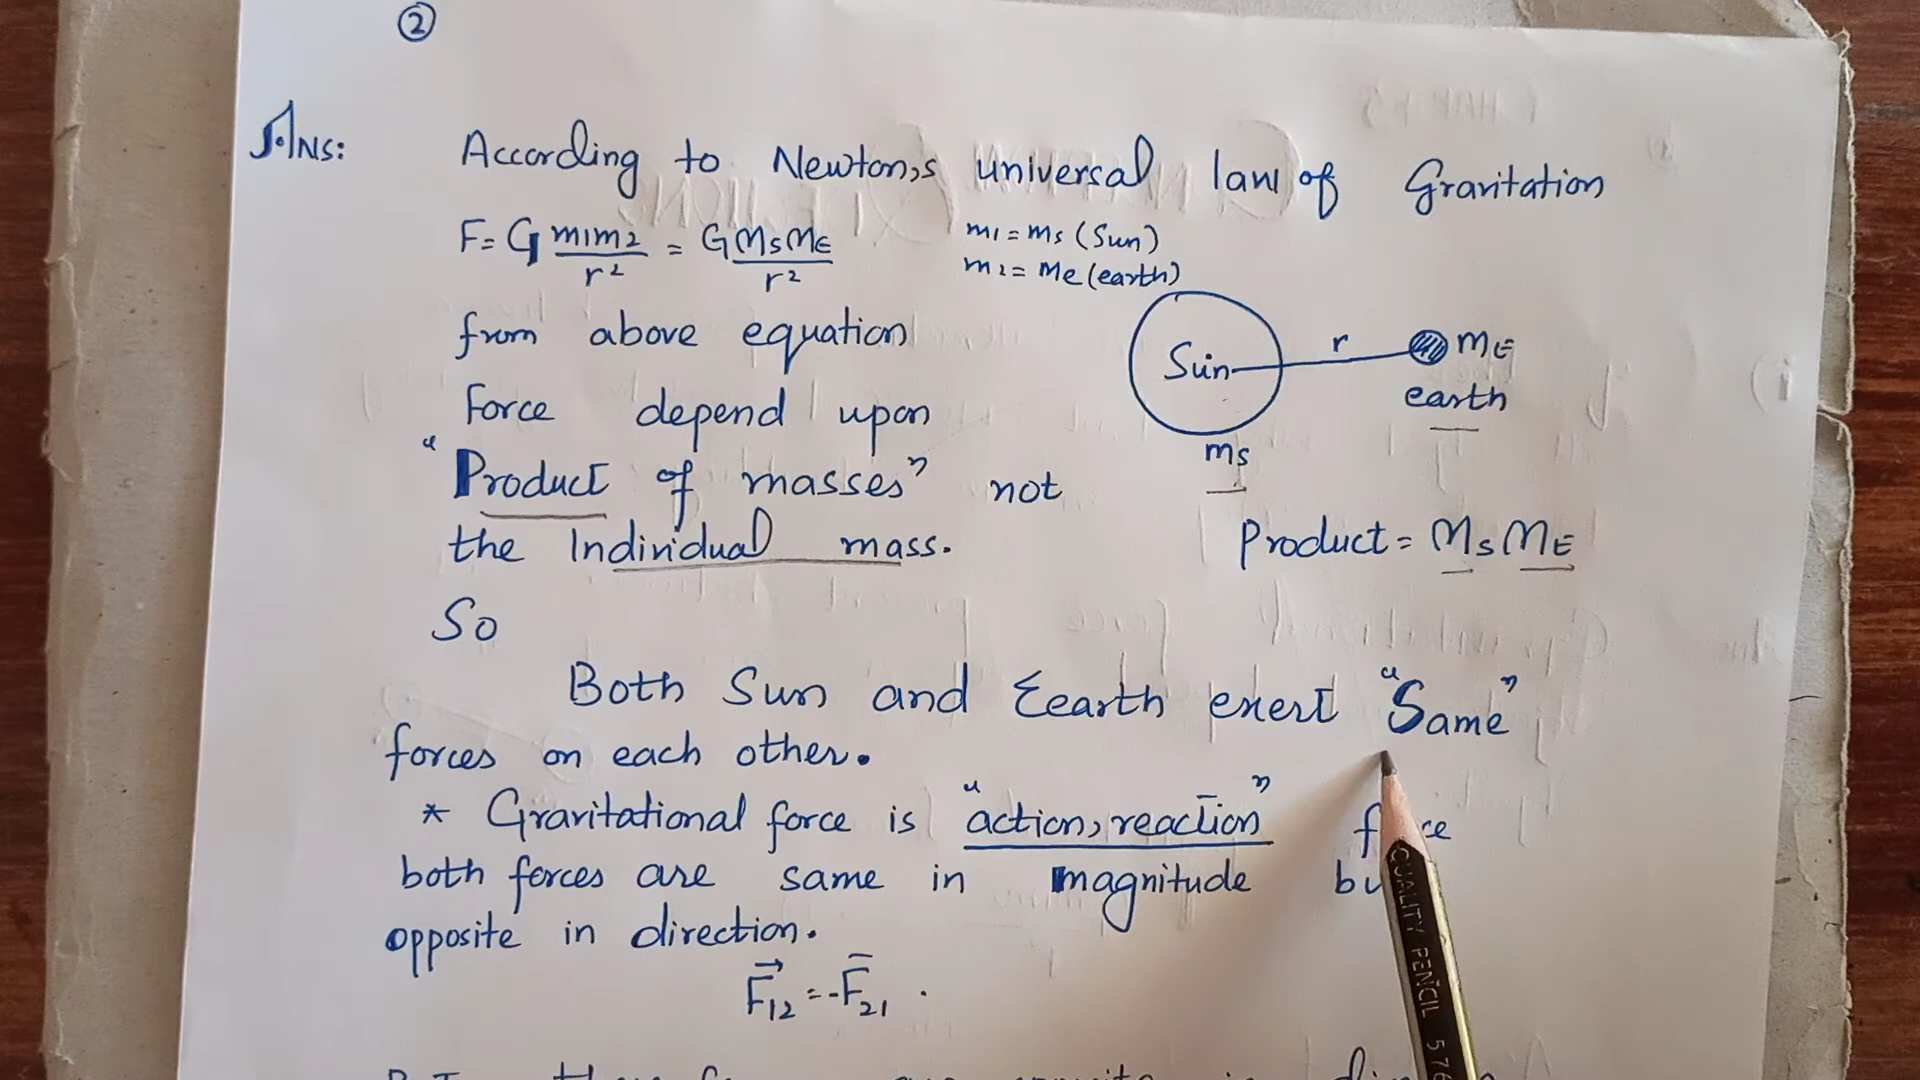 ②
Ans: According to Newton,s universal law of Gravitation
F = G m1m2 / r² = G MsME / r²
m1 = ms (Sun)
m2 = Me (earth)
from above equation
Sun r mE
earth
ms
Force depend upon
"Product of masses" not
the Individual mass.
Product = MsME
So
Both Sun and Eearth exert "Same"
forces on each other.
* Gravitational force is "action, reaction"
both forces are same in magnitude
opposite in direction.
F⃗12 = -F̄21 .
QUALITY PENCIL 576